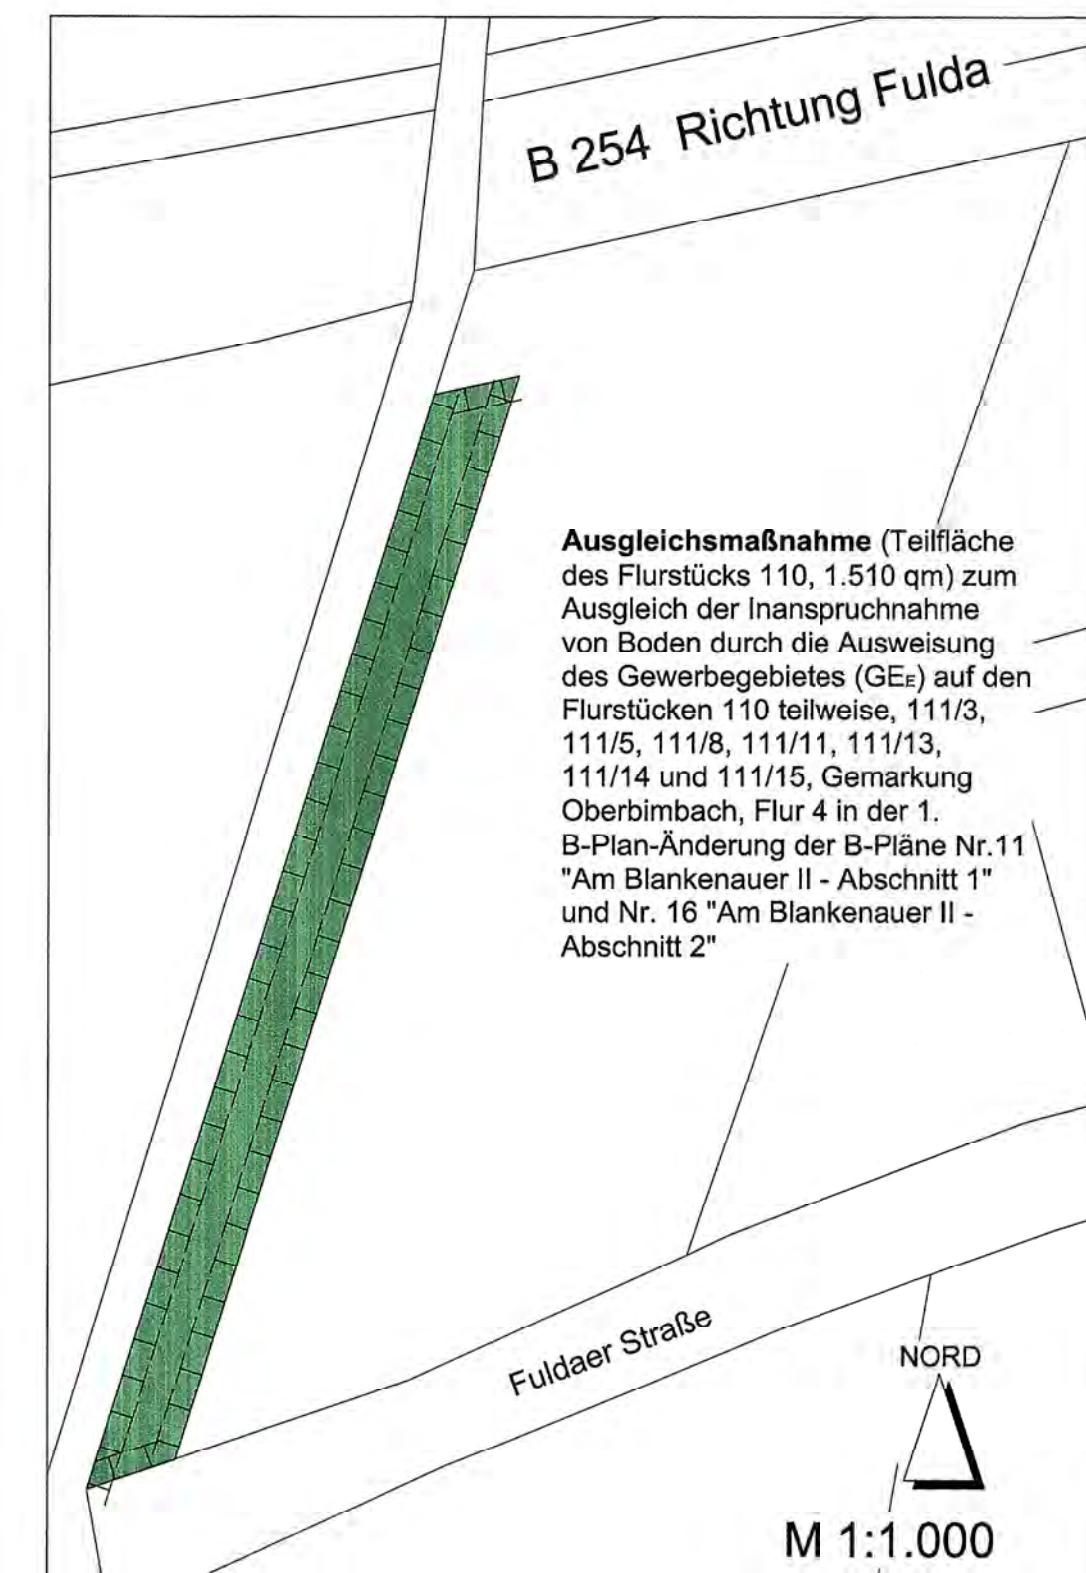 B 254 Richtung Fulda
Ausgleichsmaßnahme (Teilfläche
des Flurstücks 110, 1.510 qm) zum
Ausgleich der Inanspruchnahme
von Boden durch die Ausweisung
des Gewerbegebietes (GEE) auf den
Flurstücken 110 teilweise, 111/3,
111/5, 111/8, 111/11, 111/13,
111/14 und 111/15, Gemarkung
Oberbimbach, Flur 4 in der 1.
B-Plan-Änderung der B-Pläne Nr.11
"Am Blankenauer II - Abschnitt 1"
und Nr. 16 "Am Blankenauer II -
Abschnitt 2"
Fuldaer Straße
NORD
M 1:1.000